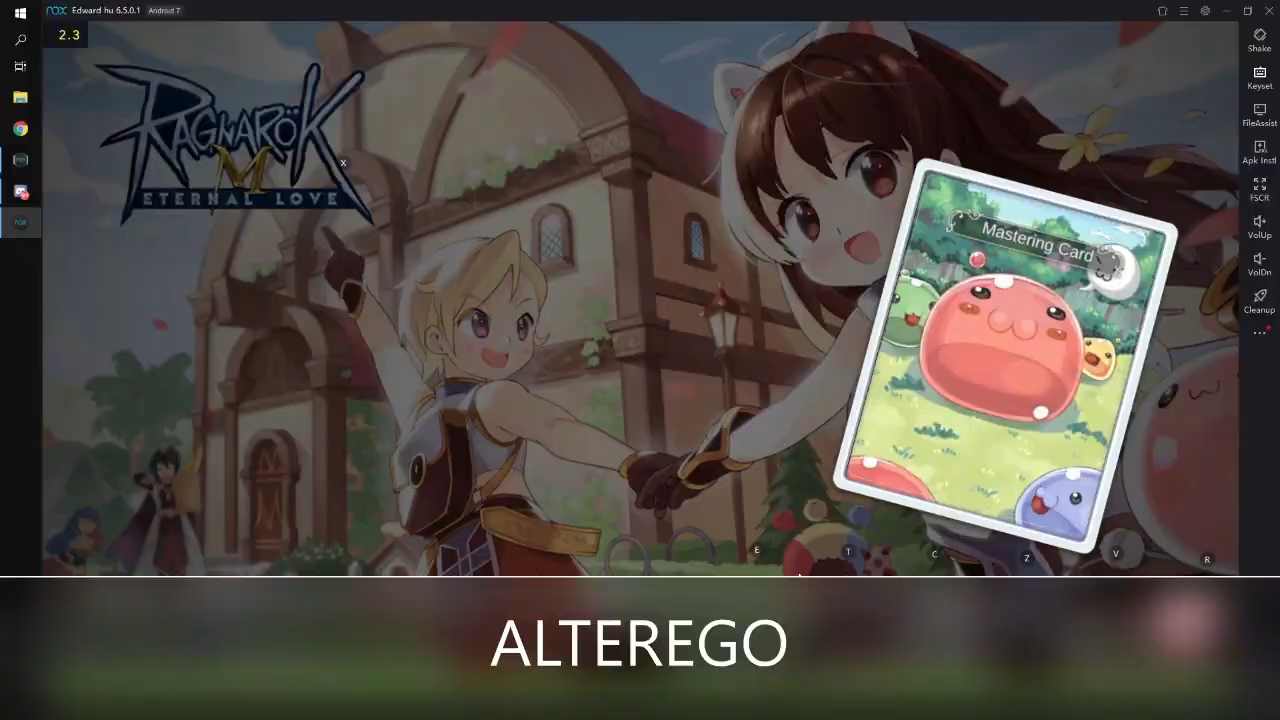 nox Edward hu 6.5.0.1 Android 7
2.3
RAGNARÖK
M
ETERNAL LOVE
X
Mastering Card
Shake
Keyset
FileAssist
Apk Instl
FSCR
VolUp
VolDn
Cleanup
E
T
C
Z
V
R
ALTEREGO